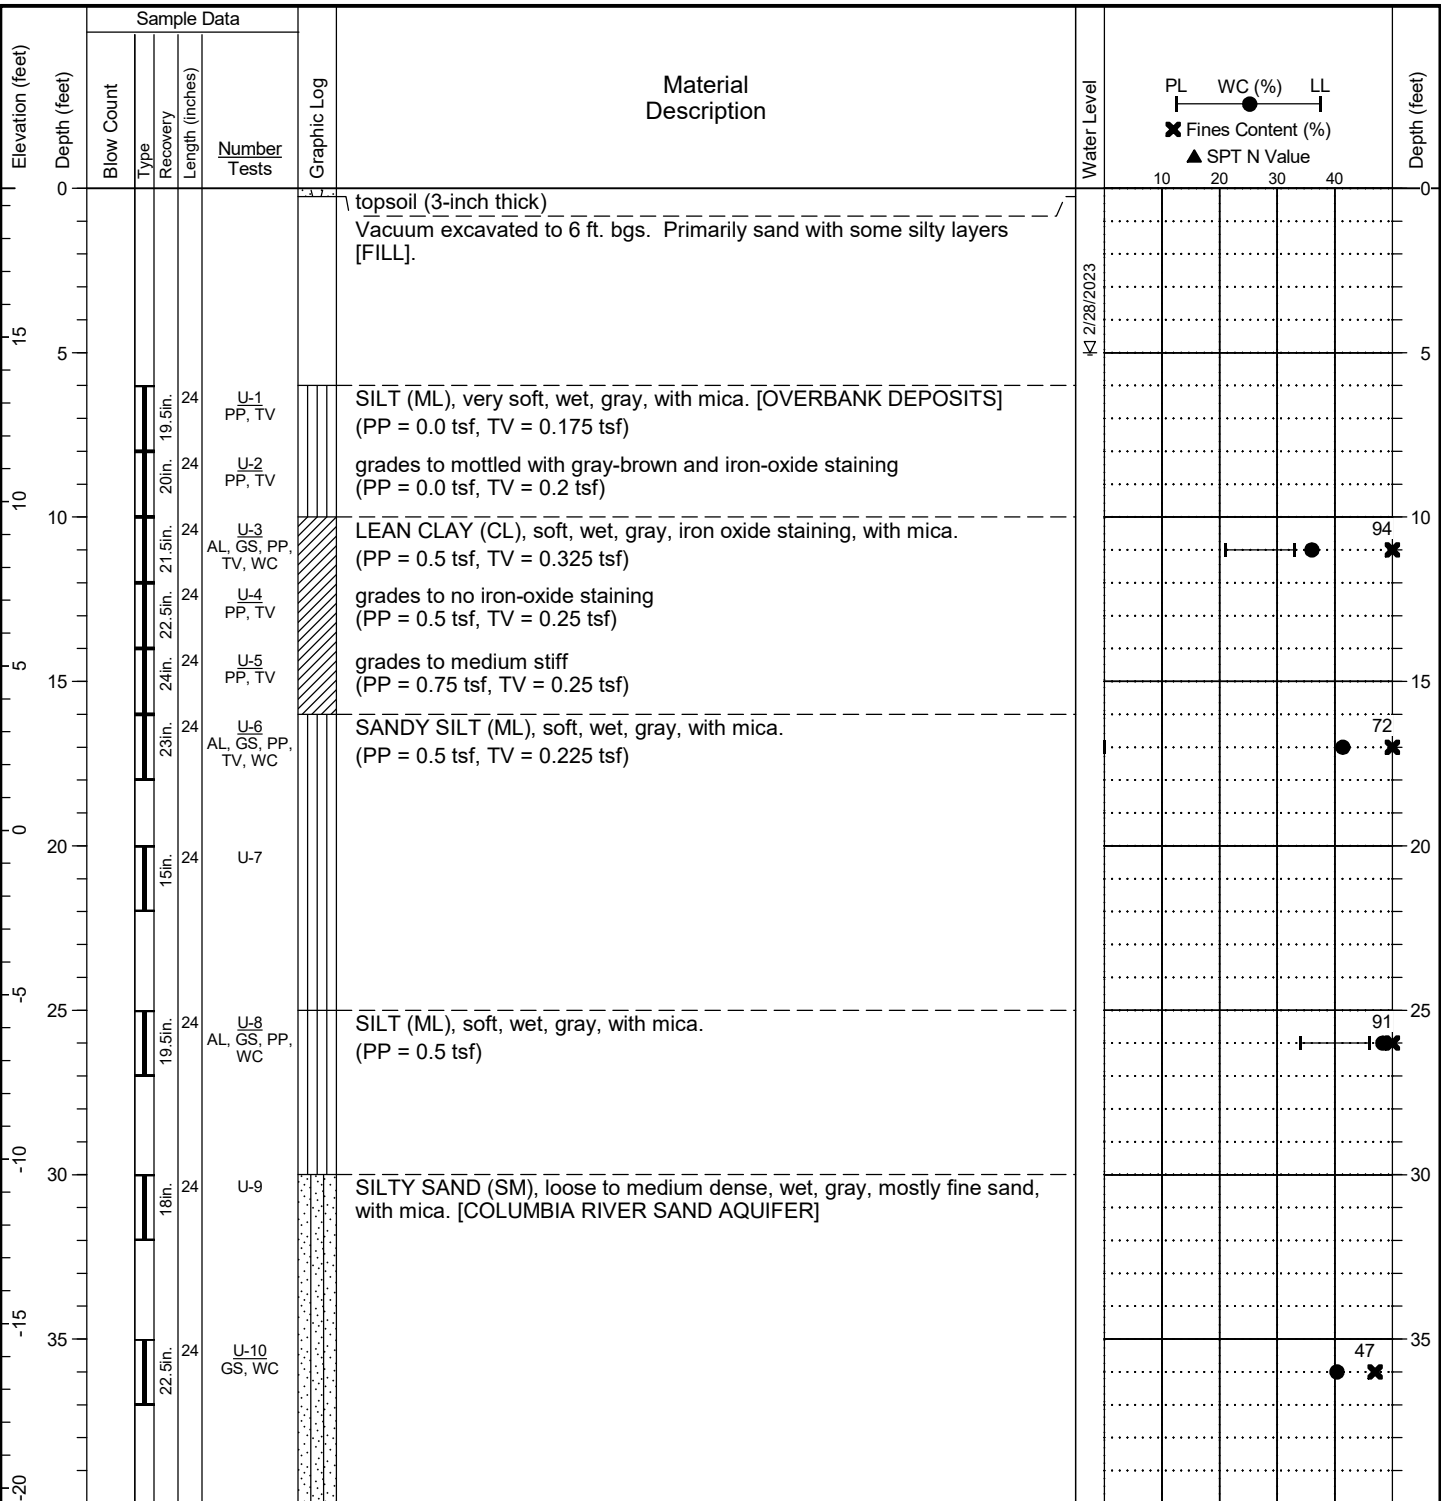 Sample Data
Elevation (feet)
Depth (feet)
Blow Count
Type
Recovery
Length (inches)
Number
Tests
Graphic Log
Material
Description
Water Level
PL WC (%) LL
Fines Content (%)
SPT N Value
10 20 30 40
Depth (feet)
0
0
topsoil (3-inch thick)
Vacuum excavated to 6 ft. bgs. Primarily sand with some silty layers
[FILL].
2/28/2023
15
5
5
19.5in.
24
U-1
PP, TV
SILT (ML), very soft, wet, gray, with mica. [OVERBANK DEPOSITS]
(PP = 0.0 tsf, TV = 0.175 tsf)
20in.
24
U-2
PP, TV
grades to mottled with gray-brown and iron-oxide staining
(PP = 0.0 tsf, TV = 0.2 tsf)
10
10
10
21.5in.
24
U-3
AL, GS, PP,
TV, WC
LEAN CLAY (CL), soft, wet, gray, iron oxide staining, with mica.
(PP = 0.5 tsf, TV = 0.325 tsf)
94
22.5in.
24
U-4
PP, TV
grades to no iron-oxide staining
(PP = 0.5 tsf, TV = 0.25 tsf)
5
15
24in.
24
U-5
PP, TV
grades to medium stiff
(PP = 0.75 tsf, TV = 0.25 tsf)
15
23in.
24
U-6
AL, GS, PP,
TV, WC
SANDY SILT (ML), soft, wet, gray, with mica.
(PP = 0.5 tsf, TV = 0.225 tsf)
72
0
20
15in.
24
U-7
20
-5
25
19.5in.
24
U-8
AL, GS, PP,
WC
SILT (ML), soft, wet, gray, with mica.
(PP = 0.5 tsf)
91
25
-10
30
18in.
24
U-9
SILTY SAND (SM), loose to medium dense, wet, gray, mostly fine sand,
with mica. [COLUMBIA RIVER SAND AQUIFER]
30
-15
35
22.5in.
24
U-10
GS, WC
47
35
-20